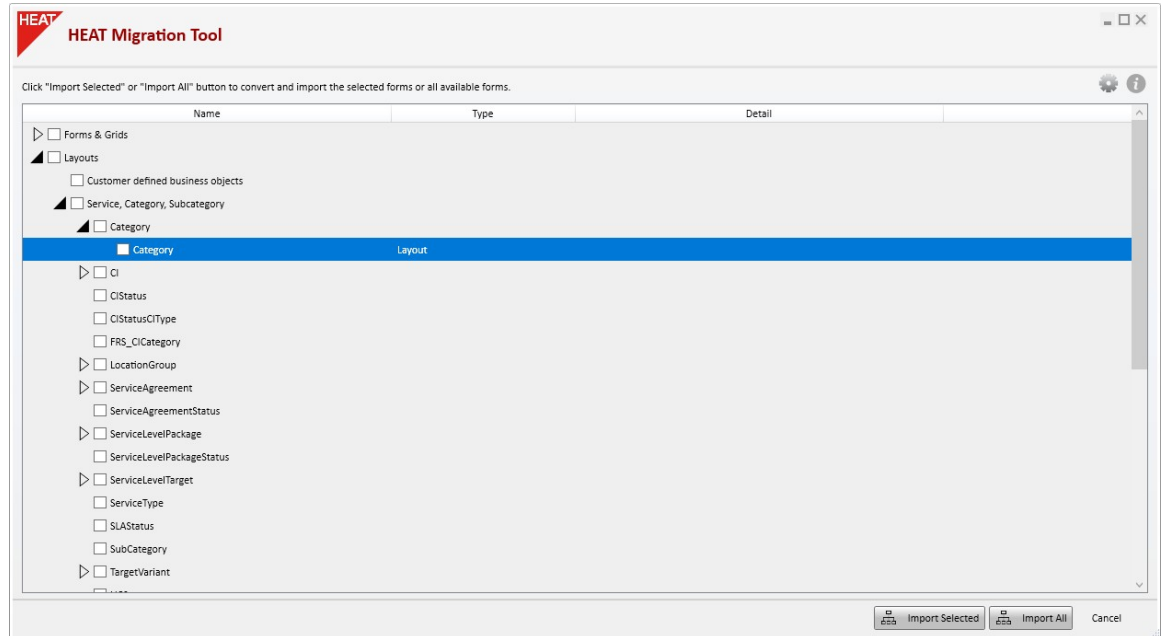 HEAT
HEAT Migration Tool
Click "Import Selected" or "Import All" button to convert and import the selected forms or all available forms.
Name Type Detail
Forms & Grids
Layouts
Customer defined business objects
Service, Category, Subcategory
Category
Category Layout
CI
CIStatus
CIStatusCIType
FRS_CICategory
LocationGroup
ServiceAgreement
ServiceAgreementStatus
ServiceLevelPackage
ServiceLevelPackageStatus
ServiceLevelTarget
ServiceType
SLAStatus
SubCategory
TargetVariant
Import Selected Import All Cancel